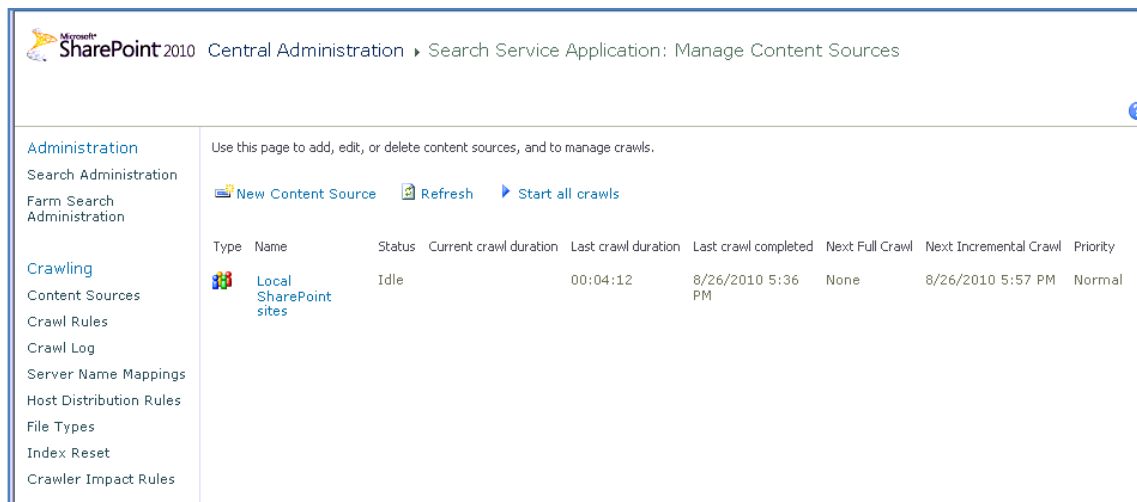 Microsoft®
SharePoint 2010 Central Administration ▸ Search Service Application: Manage Content Sources
Administration
Search Administration
Farm Search
Administration
Crawling
Content Sources
Crawl Rules
Crawl Log
Server Name Mappings
Host Distribution Rules
File Types
Index Reset
Crawler Impact Rules
Use this page to add, edit, or delete content sources, and to manage crawls.
New Content Source Refresh Start all crawls
Type Name Status Current crawl duration Last crawl duration Last crawl completed Next Full Crawl Next Incremental Crawl Priority
Local Idle 00:04:12 8/26/2010 5:36 None 8/26/2010 5:57 PM Normal
SharePoint PM
sites